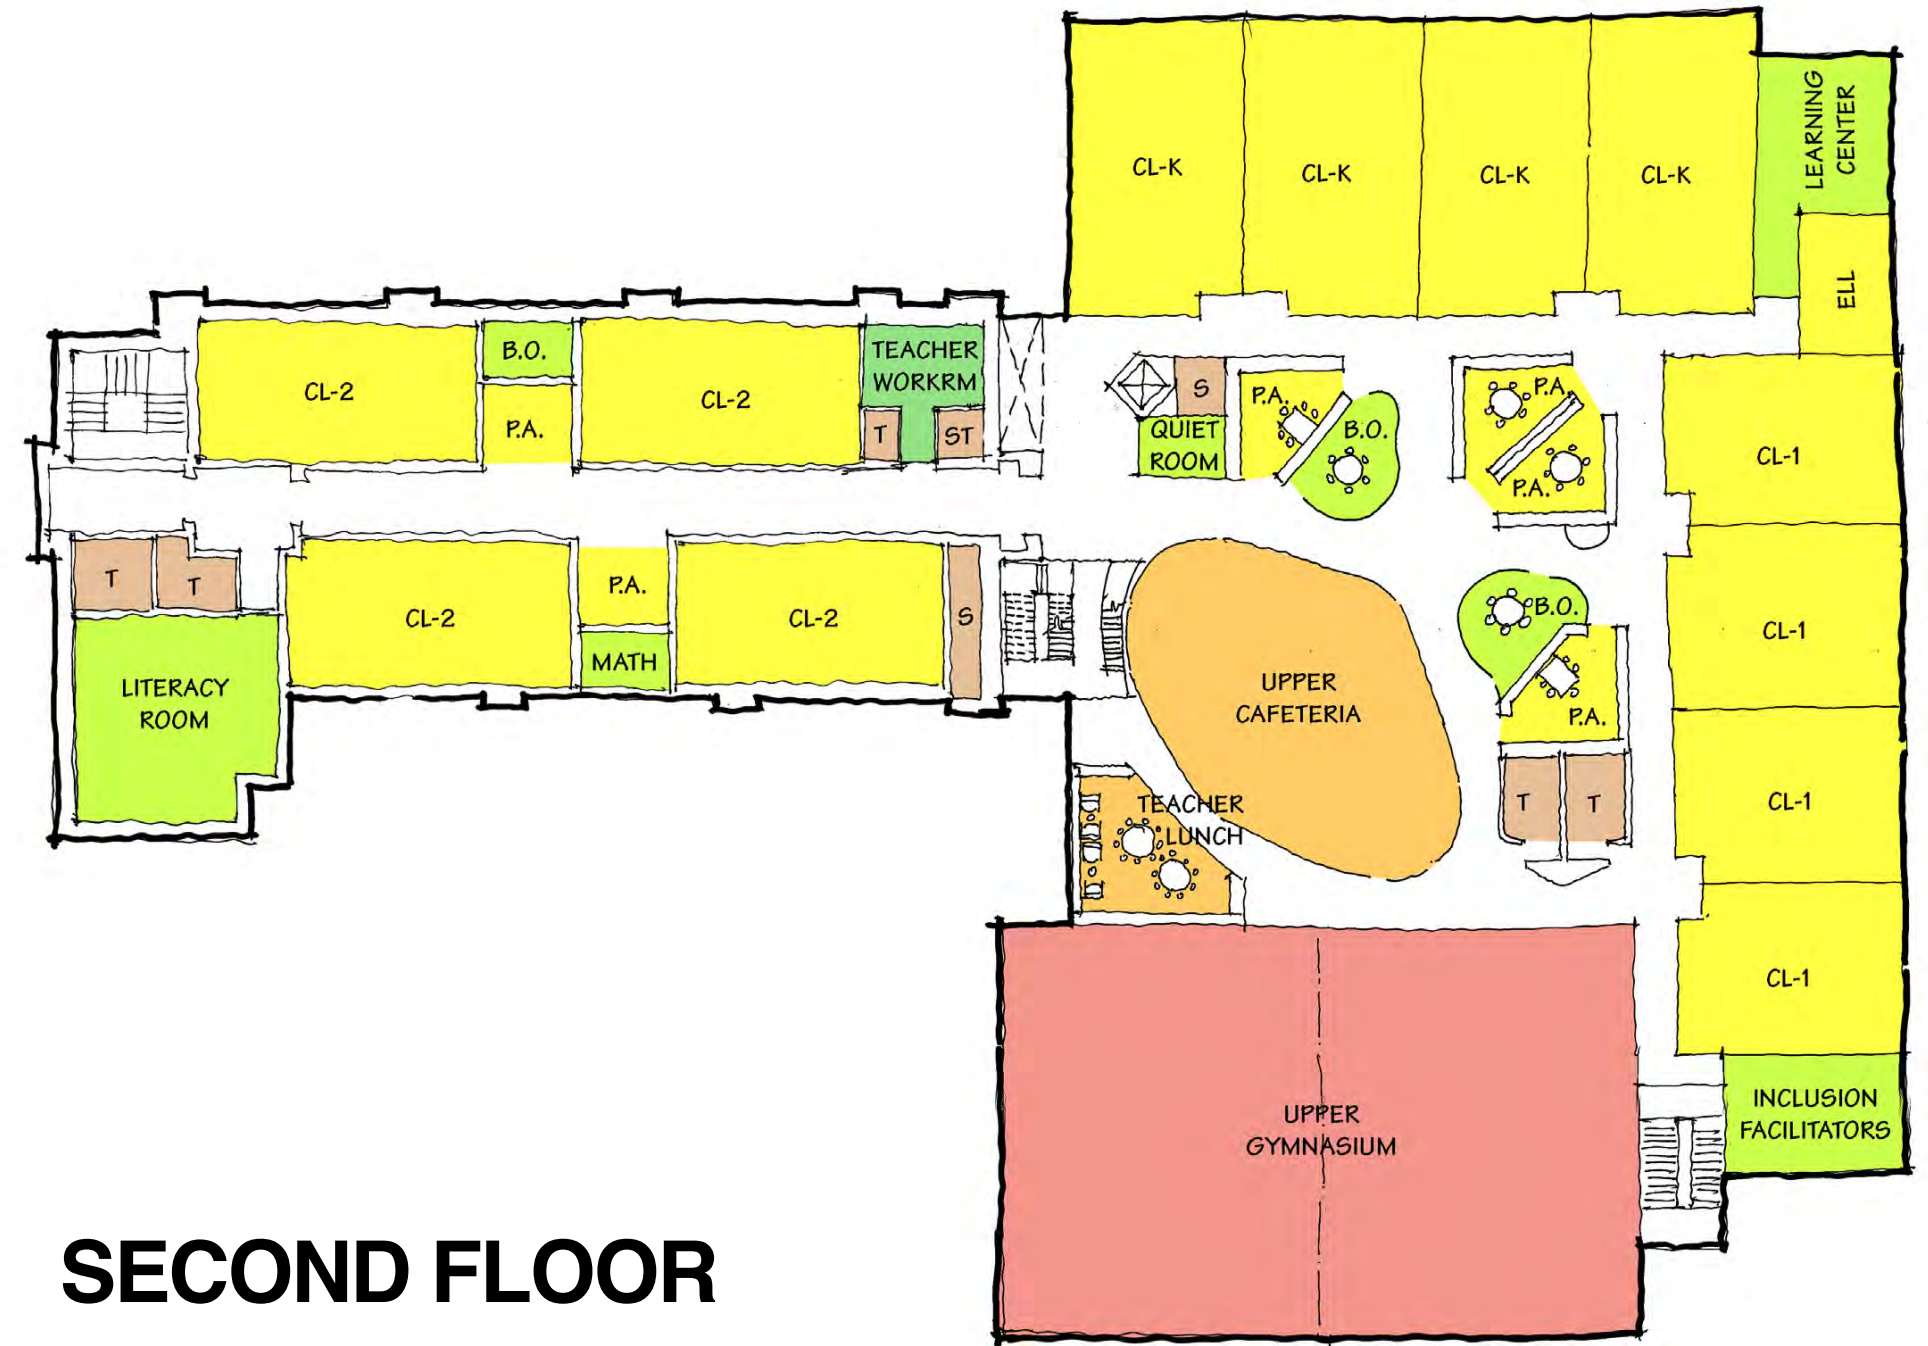 LEARNING
CENTER
CL-K
CL-K
CL-K
CL-K
ELL
CL-2
B.O.
P.A.
CL-2
TEACHER
WORKRM
T
ST
S
QUIET
ROOM
P.A.
B.O.
P.A.
P.A.
CL-1
T
T
CL-2
P.A.
MATH
CL-2
S
B.O.
P.A.
CL-1
LITERACY
ROOM
UPPER
CAFETERIA
TEACHER
LUNCH
T
T
CL-1
CL-1
UPPER
GYMNASIUM
INCLUSION
FACILITATORS
SECOND FLOOR